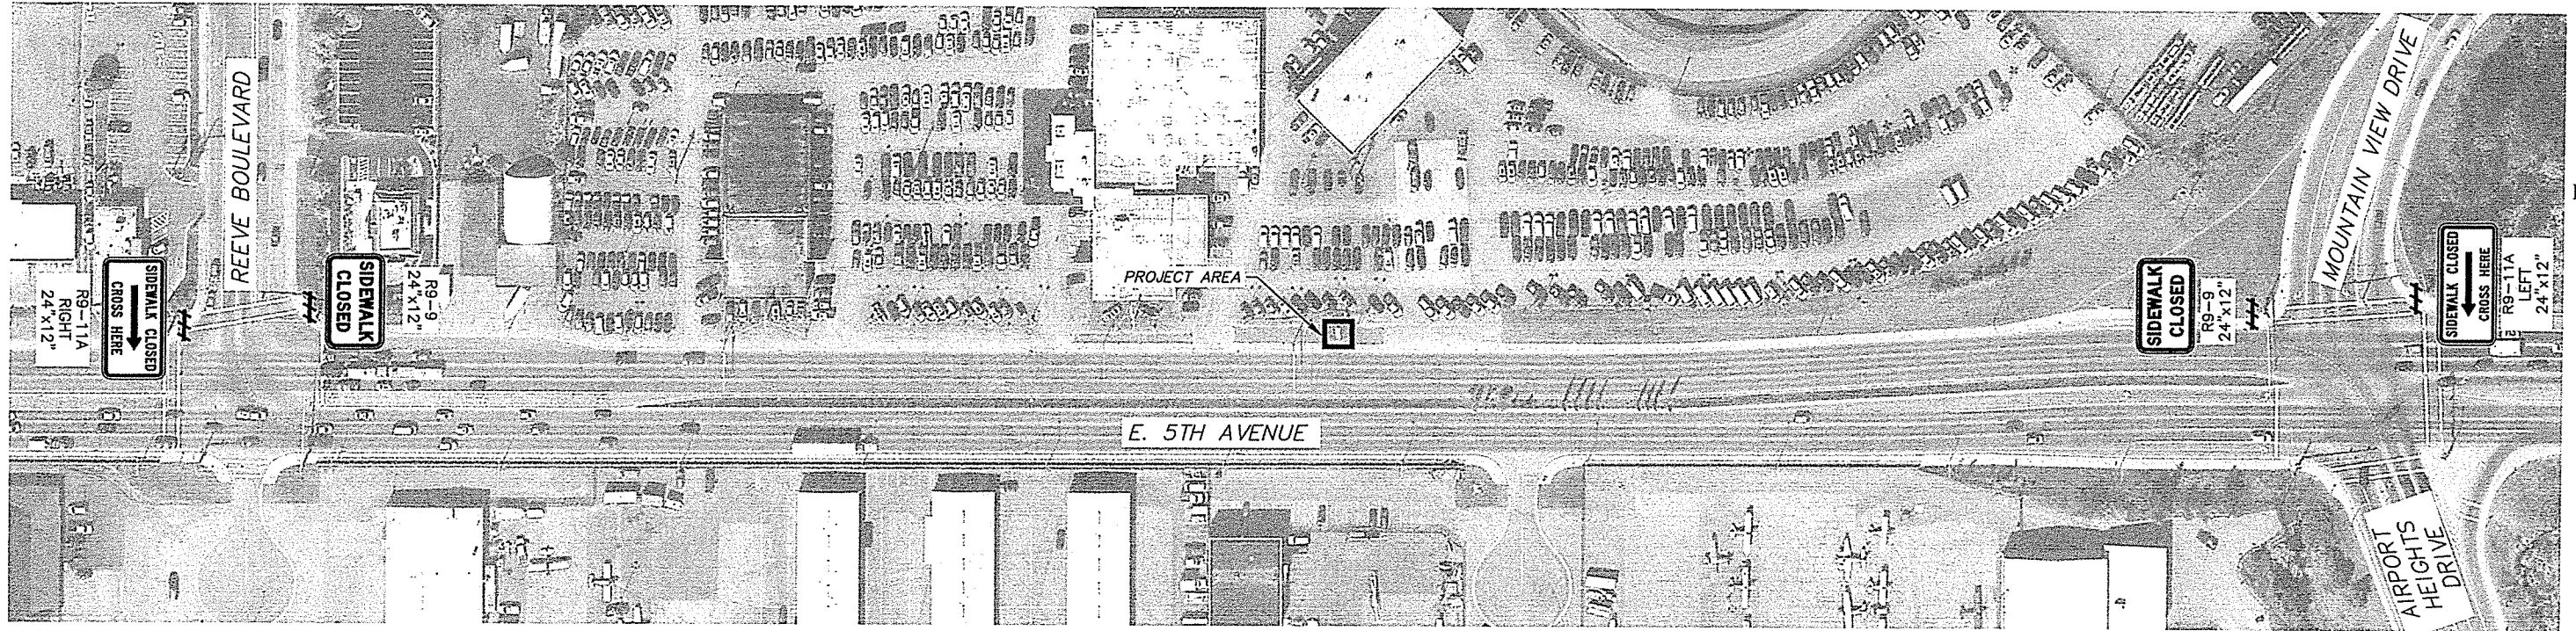 REEVE BOULEVARD
SIDEWALK CLOSED
CROSS HERE
R9-11A
RIGHT
24"x12"
SIDEWALK
CLOSED
R9-9
24"x12"
PROJECT AREA
E. 5TH AVENUE
SIDEWALK
CLOSED
R9-9
24"x12"
MOUNTAIN VIEW DRIVE
SIDEWALK CLOSED
CROSS HERE
R9-11A
LEFT
24"x12"
AIRPORT
HEIGHTS
DRIVE